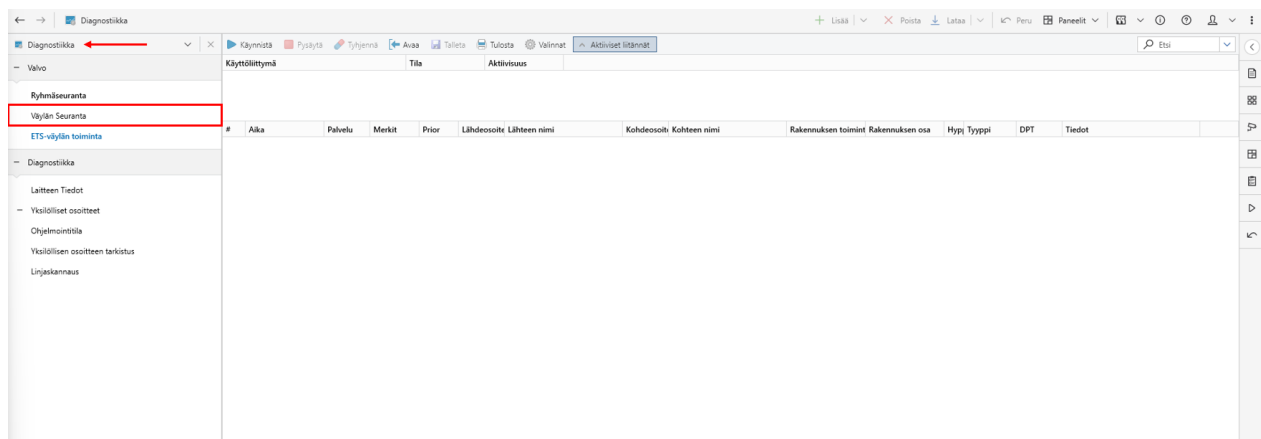 Diagnostiikka
Lisää Poista Lataa Peru Paneelit
Diagnostiikka
Käynnistä Pysäytä Tyhjennä Avaa Talleta Tulosta Valinnat Aktiiviset liitännät Etsi
Valvo
Käyttöliittymä Tila Aktiivisuus
Ryhmäseuranta
Väylän Seuranta
# Aika Palvelu Merkit Prior Lähdeosoite Lähteen nimi Kohdeosoite Kohteen nimi Rakennuksen toimint Rakennuksen osa Hypp Tyyppi DPT Tiedot
ETS-väylän toiminta
Diagnostiikka
Laitteen Tiedot
Yksilölliset osoitteet
Ohjelmointitila
Yksilöllisen osoitteen tarkistus
Linjaskannaus